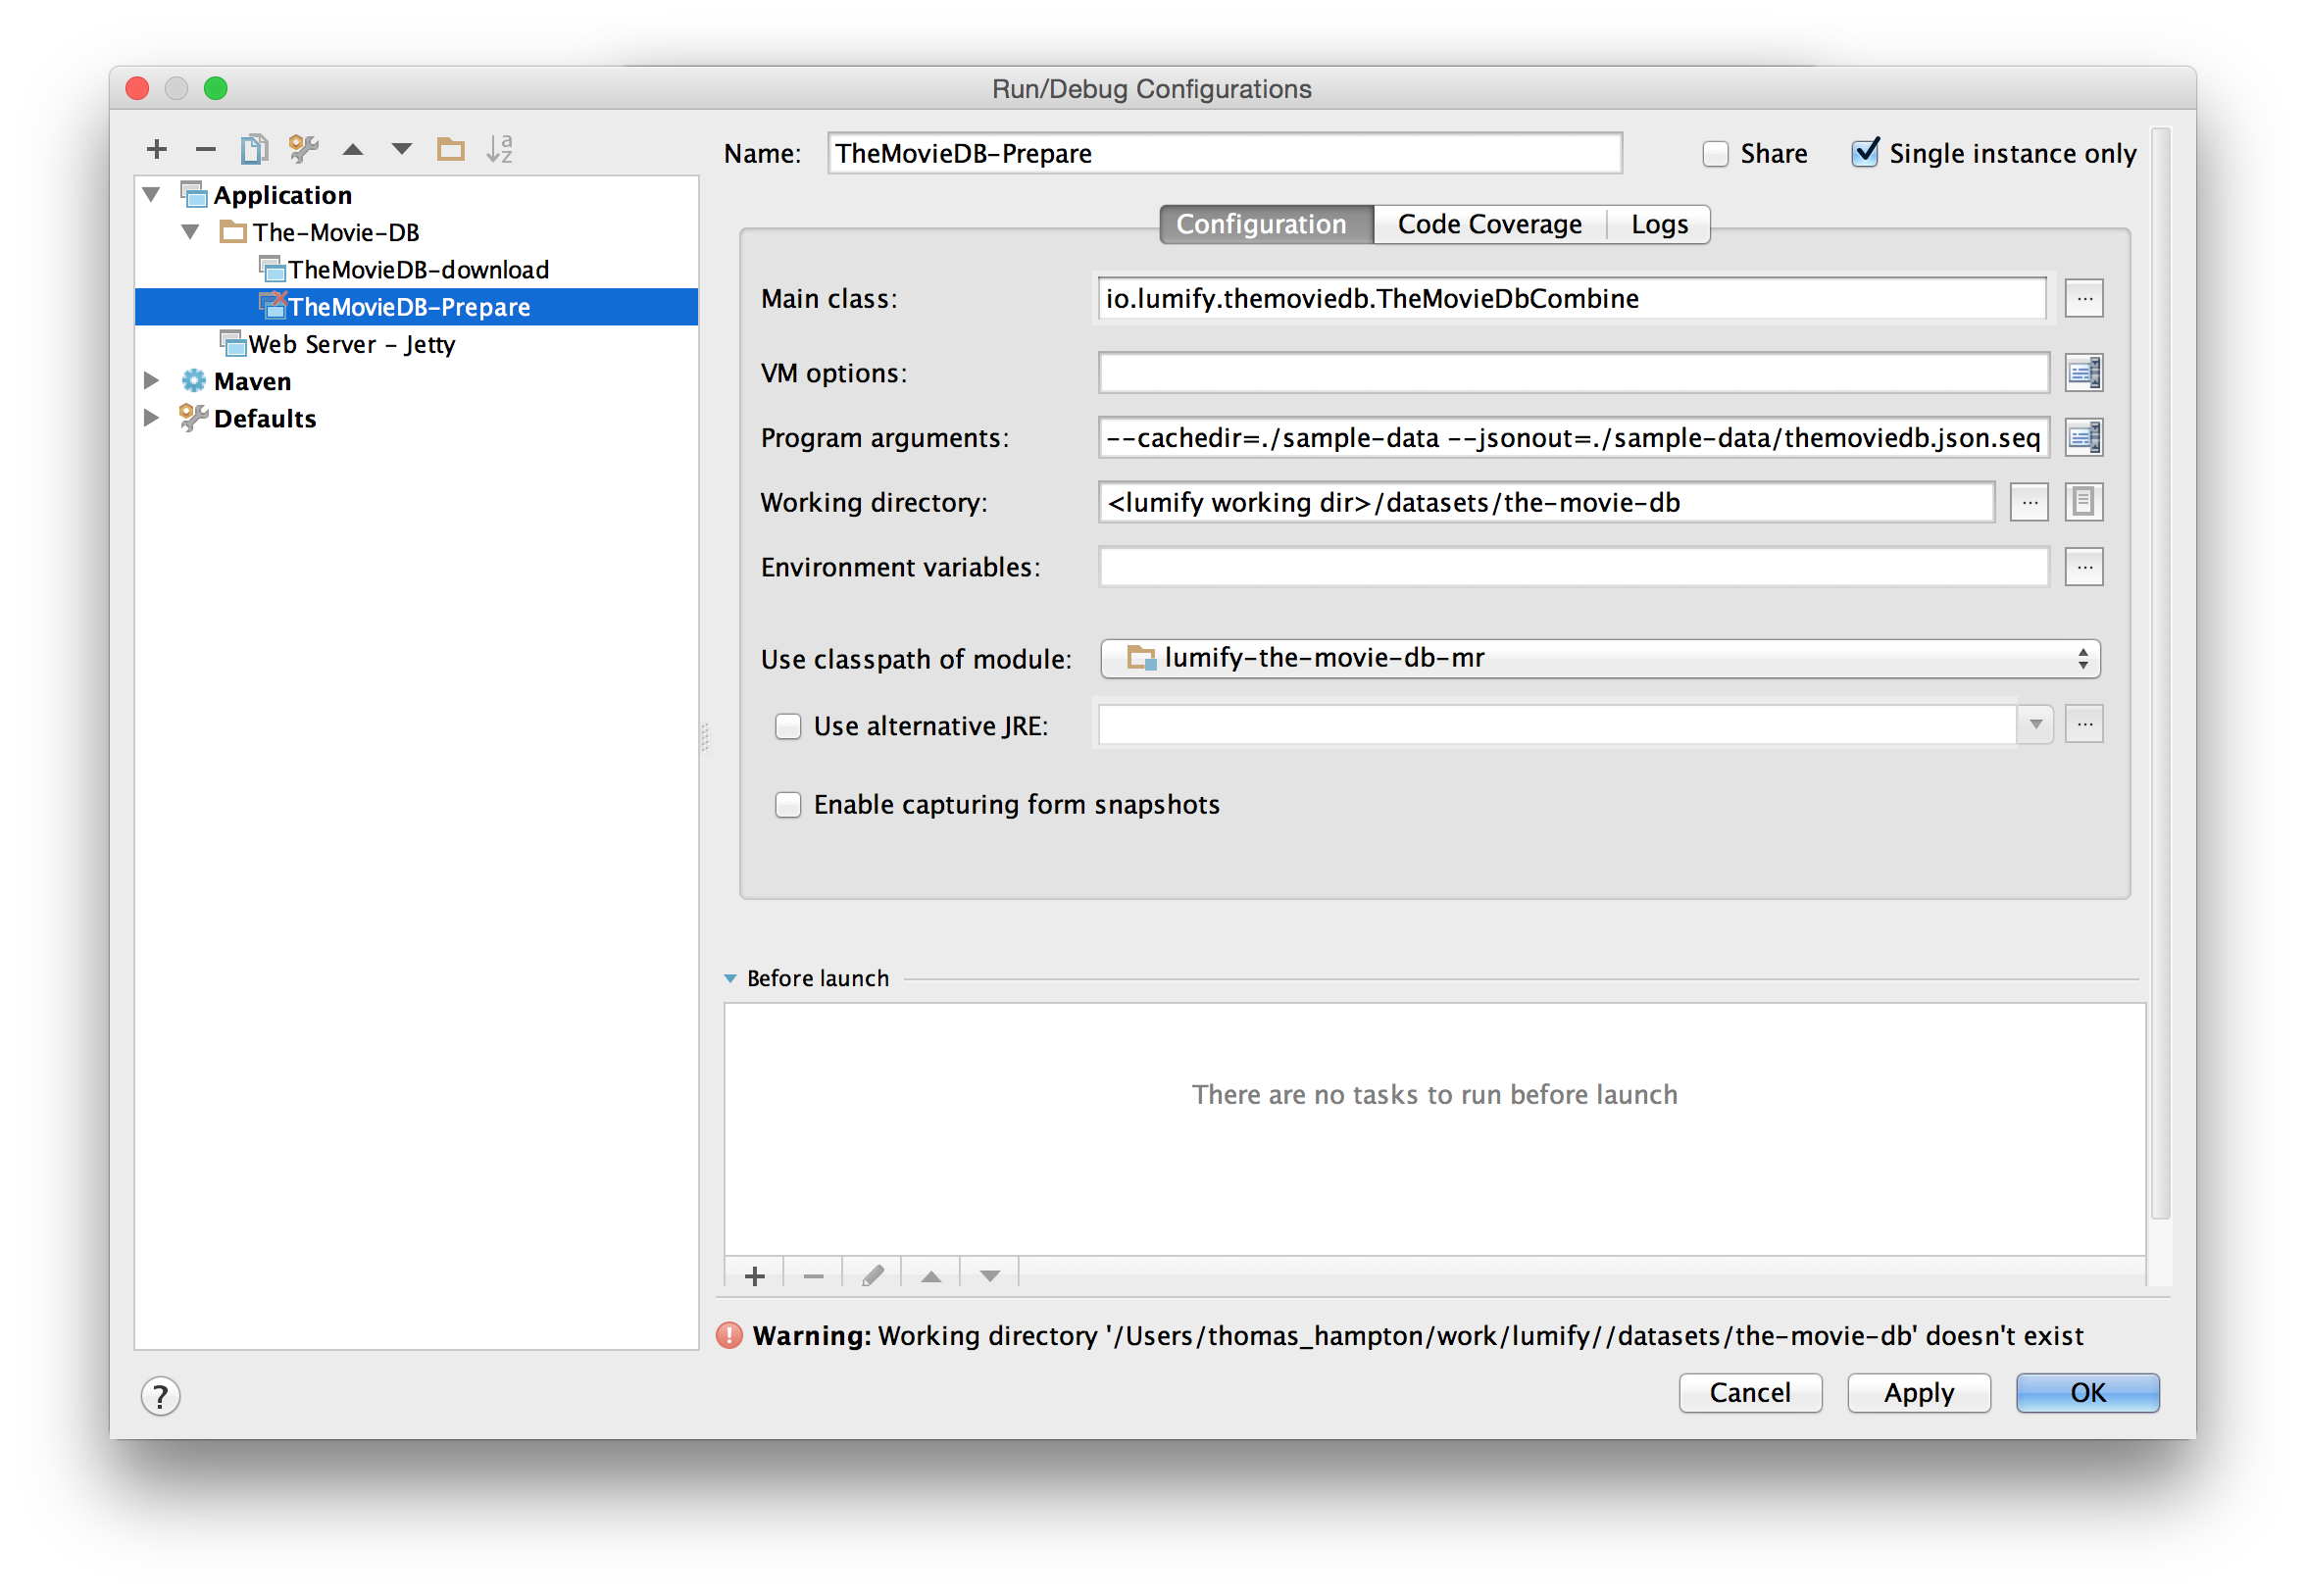 Run/Debug Configurations
Name: TheMovieDB-Prepare Share Single instance only
Application
The-Movie-DB
TheMovieDB-download
TheMovieDB-Prepare
Web Server - Jetty
Maven
Defaults
Configuration Code Coverage Logs
Main class: io.lumify.themoviedb.TheMovieDbCombine ...
VM options:
Program arguments: --cachedir=./sample-data --jsonout=./sample-data/themoviedb.json.seq
Working directory: <lumify working dir>/datasets/the-movie-db ...
Environment variables: ...
Use classpath of module: lumify-the-movie-db-mr
Use alternative JRE: ...
Enable capturing form snapshots
Before launch
There are no tasks to run before launch
Warning: Working directory '/Users/thomas_hampton/work/lumify//datasets/the-movie-db' doesn't exist
? Cancel Apply OK